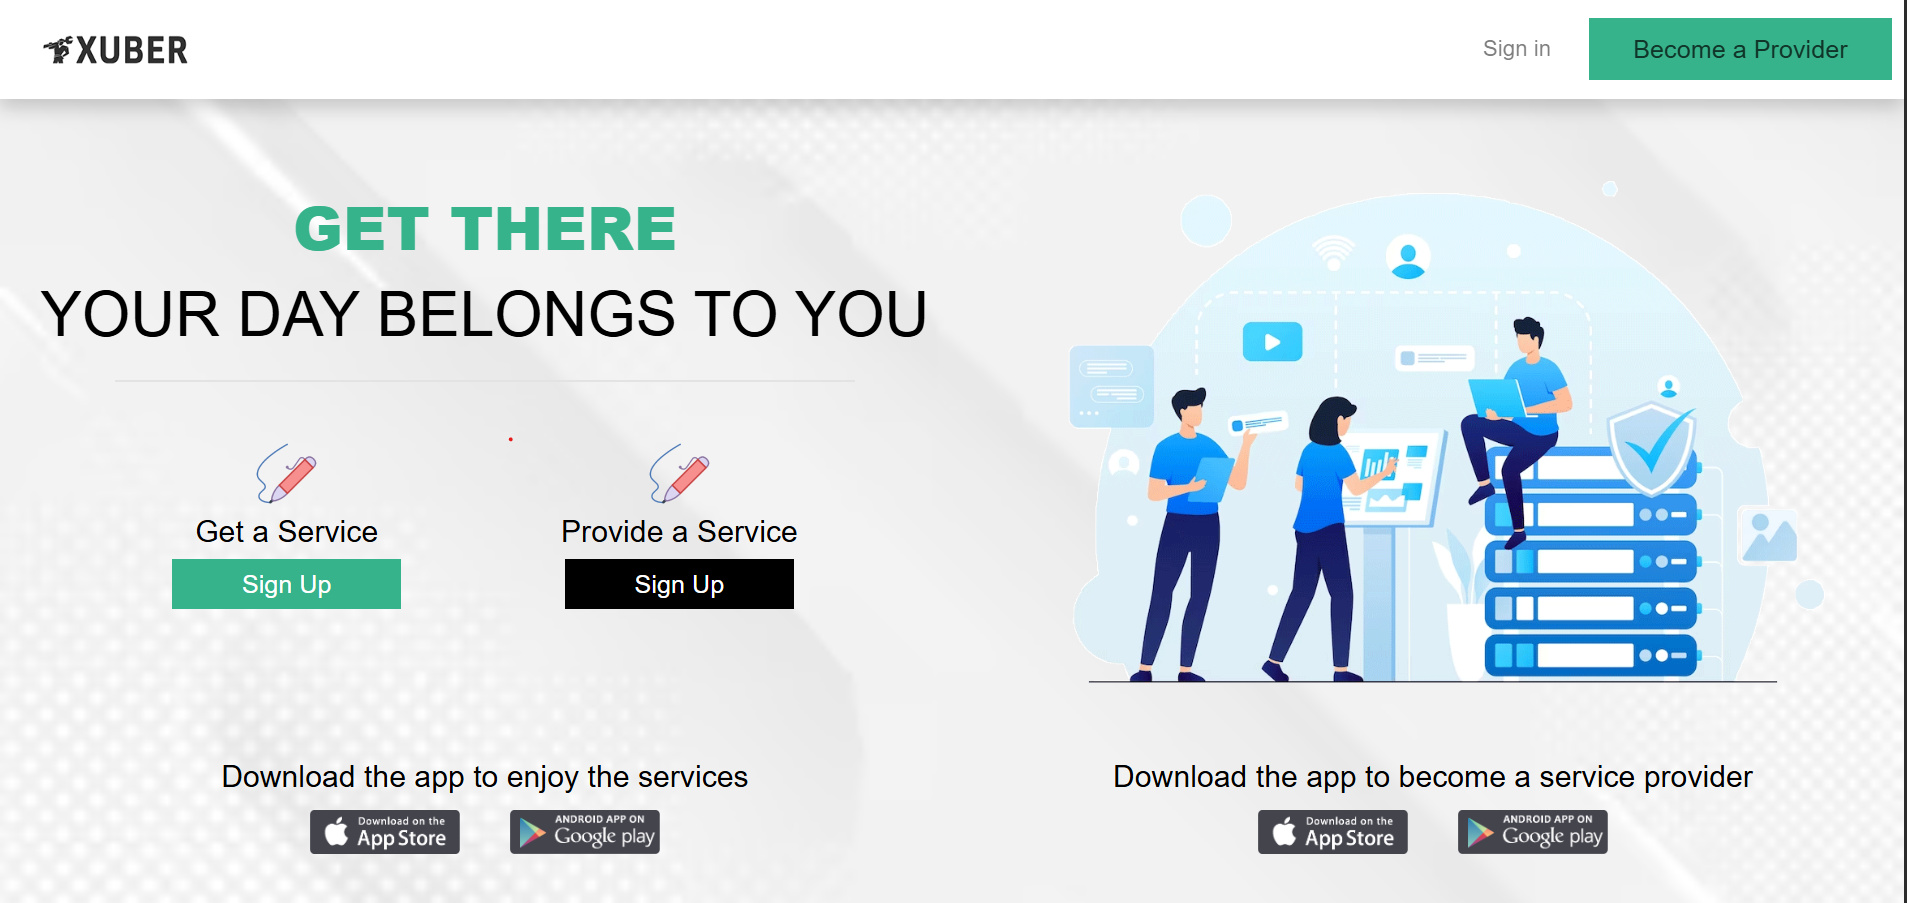 XUBER
Sign in
Become a Provider
GET THERE
YOUR DAY BELONGS TO YOU
Get a Service
Provide a Service
Sign Up
Sign Up
Download the app to enjoy the services
Download the app to become a service provider
Download on the
App Store
ANDROID APP ON
Google play
Download on the
App Store
ANDROID APP ON
Google play